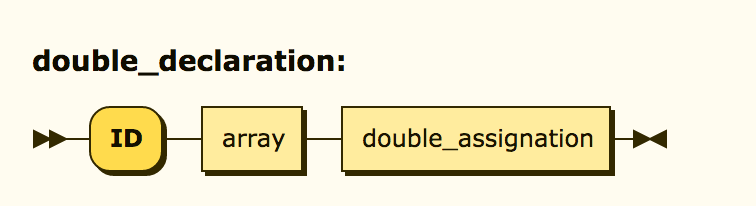 double_declaration:
ID array double_assignation